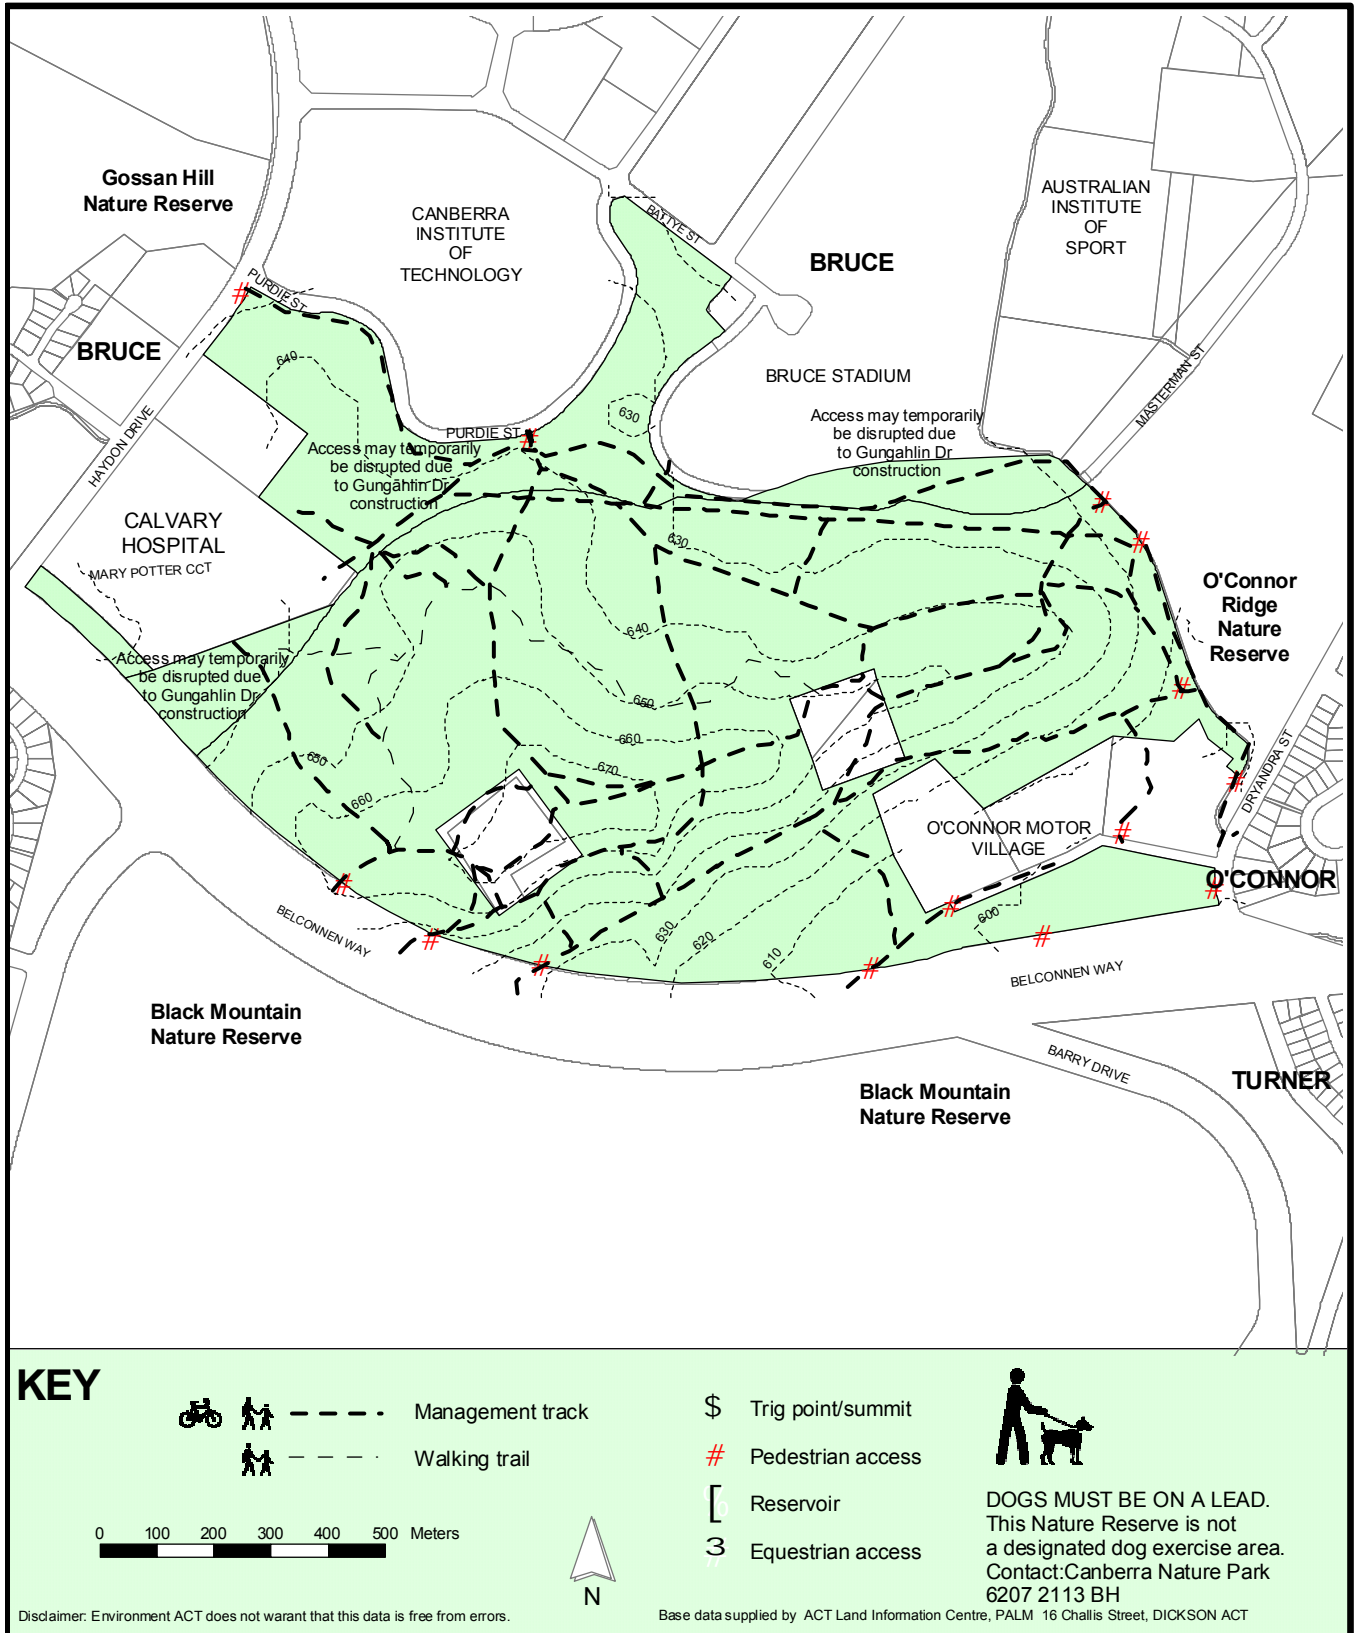 Gossan Hill
Nature Reserve
CANBERRA
INSTITUTE
OF
TECHNOLOGY
BATTYE ST
AUSTRALIAN
INSTITUTE
OF
SPORT
BRUCE
PURDIE ST
BRUCE
640
630
BRUCE STADIUM
MASTERMAN ST
HAYDON DRIVE
PURDIE ST
Access may temporarily
be disrupted due
to Gungahlin Dr
construction
Access may temporarily
be disrupted due
to Gungahlin Dr
construction
CALVARY
HOSPITAL
MARY POTTER CCT
630
O'Connor
Ridge
Nature
Reserve
640
Access may temporarily
be disrupted due
to Gungahlin Dr
construction
650
660
670
650
660
DRYANDRA ST
O'CONNOR MOTOR
VILLAGE
O'CONNOR
BELCONNEN WAY
630
620
610
600
BELCONNEN WAY
Black Mountain
Nature Reserve
BARRY DRIVE
TURNER
Black Mountain
Nature Reserve
KEY
Management track
Walking trail
0 100 200 300 400 500 Meters
N
$ Trig point/summit
# Pedestrian access
[ Reservoir
3 Equestrian access
DOGS MUST BE ON A LEAD.
This Nature Reserve is not
a designated dog exercise area.
Contact:Canberra Nature Park
6207 2113 BH
Disclaimer: Environment ACT does not warant that this data is free from errors.
Base data supplied by ACT Land Information Centre, PALM 16 Challis Street, DICKSON ACT